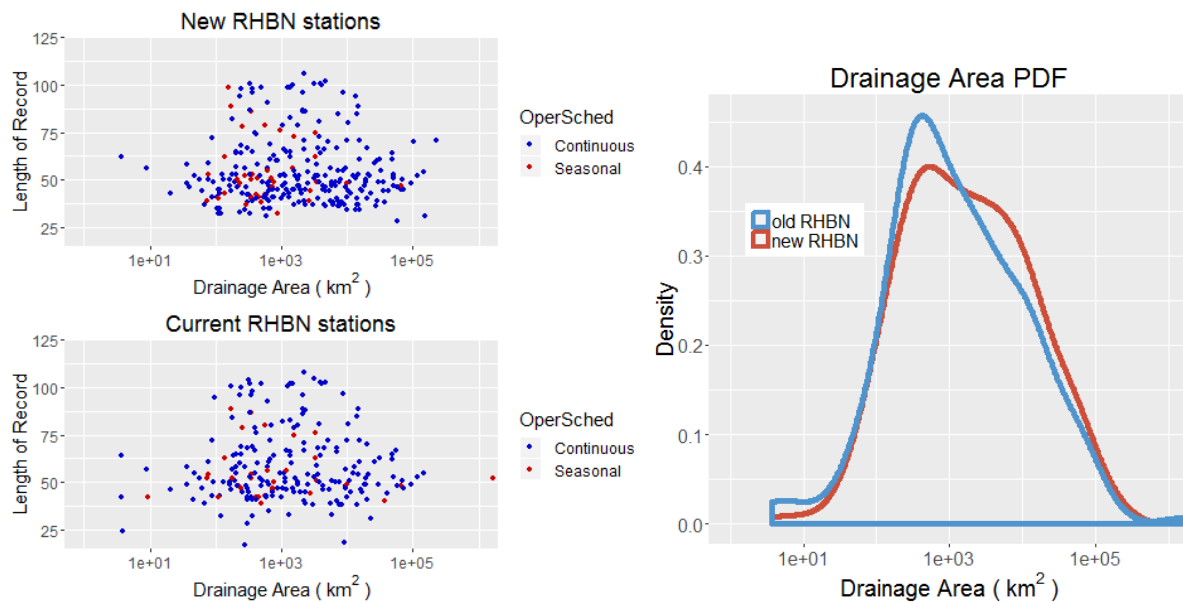 New RHBN stations
125
100
75
50
25
Length of Record
1e+01
1e+03
1e+05
Drainage Area ( km2 )
OperSched
Continuous
Seasonal
Current RHBN stations
125
100
75
50
25
Length of Record
1e+01
1e+03
1e+05
Drainage Area ( km2 )
OperSched
Continuous
Seasonal
Drainage Area PDF
0.4
0.3
0.2
0.1
0.0
Density
old RHBN
new RHBN
1e+01
1e+03
1e+05
Drainage Area ( km2 )